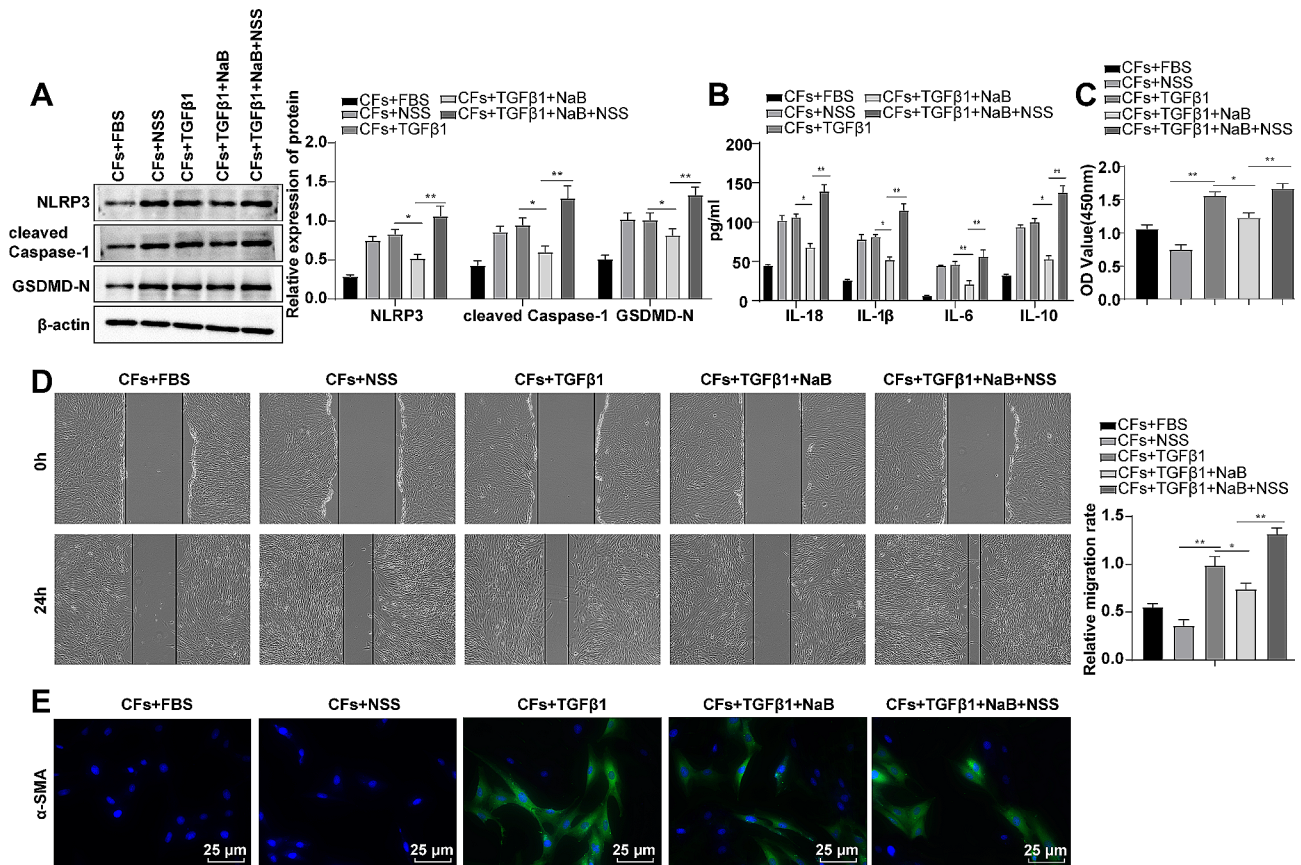 A
CFs+FBS
CFs+NSS
CFs+TGFβ1
CFs+TGFβ1+NaB
CFs+TGFβ1+NaB+NSS
NLRP3
cleaved
Caspase-1
GSDMD-N
β-actin
CFs+FBS
CFs+NSS
CFs+TGFβ1
CFs+TGFβ1+NaB
CFs+TGFβ1+NaB+NSS
Relative expression of protein
2.0
1.5
1.0
0.5
0.0
* **
* **
* **
NLRP3 cleaved Caspase-1 GSDMD-N
B
CFs+FBS
CFs+NSS
CFs+TGFβ1
CFs+TGFβ1+NaB
CFs+TGFβ1+NaB+NSS
pg/ml
200
150
100
50
0
* **
* **
** **
* **
IL-18 IL-1β IL-6 IL-10
C
CFs+FBS
CFs+NSS
CFs+TGFβ1
CFs+TGFβ1+NaB
CFs+TGFβ1+NaB+NSS
OD Value(450nm)
2.0
1.5
1.0
0.5
0.0
** * **
D
CFs+FBS CFs+NSS CFs+TGFβ1 CFs+TGFβ1+NaB CFs+TGFβ1+NaB+NSS
0h
24h
CFs+FBS
CFs+NSS
CFs+TGFβ1
CFs+TGFβ1+NaB
CFs+TGFβ1+NaB+NSS
Relative migration rate
1.5
1.0
0.5
0.0
** * **
E
CFs+FBS CFs+NSS CFs+TGFβ1 CFs+TGFβ1+NaB CFs+TGFβ1+NaB+NSS
α-SMA
25 μm 25 μm 25 μm 25 μm 25 μm